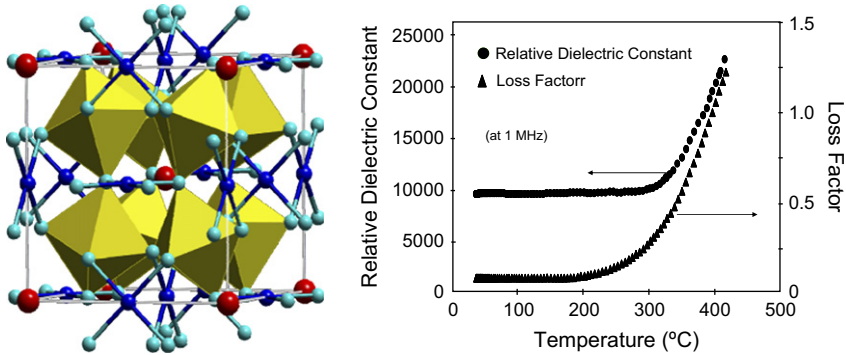 25000
20000
15000
10000
5000
0
Relative Dielectric Constant
Relative Dielectric Constant
Loss Factorr
(at 1 MHz)
1.5
1.0
0.5
0
Loss Factor
0 100 200 300 400 500
Temperature (ºC)